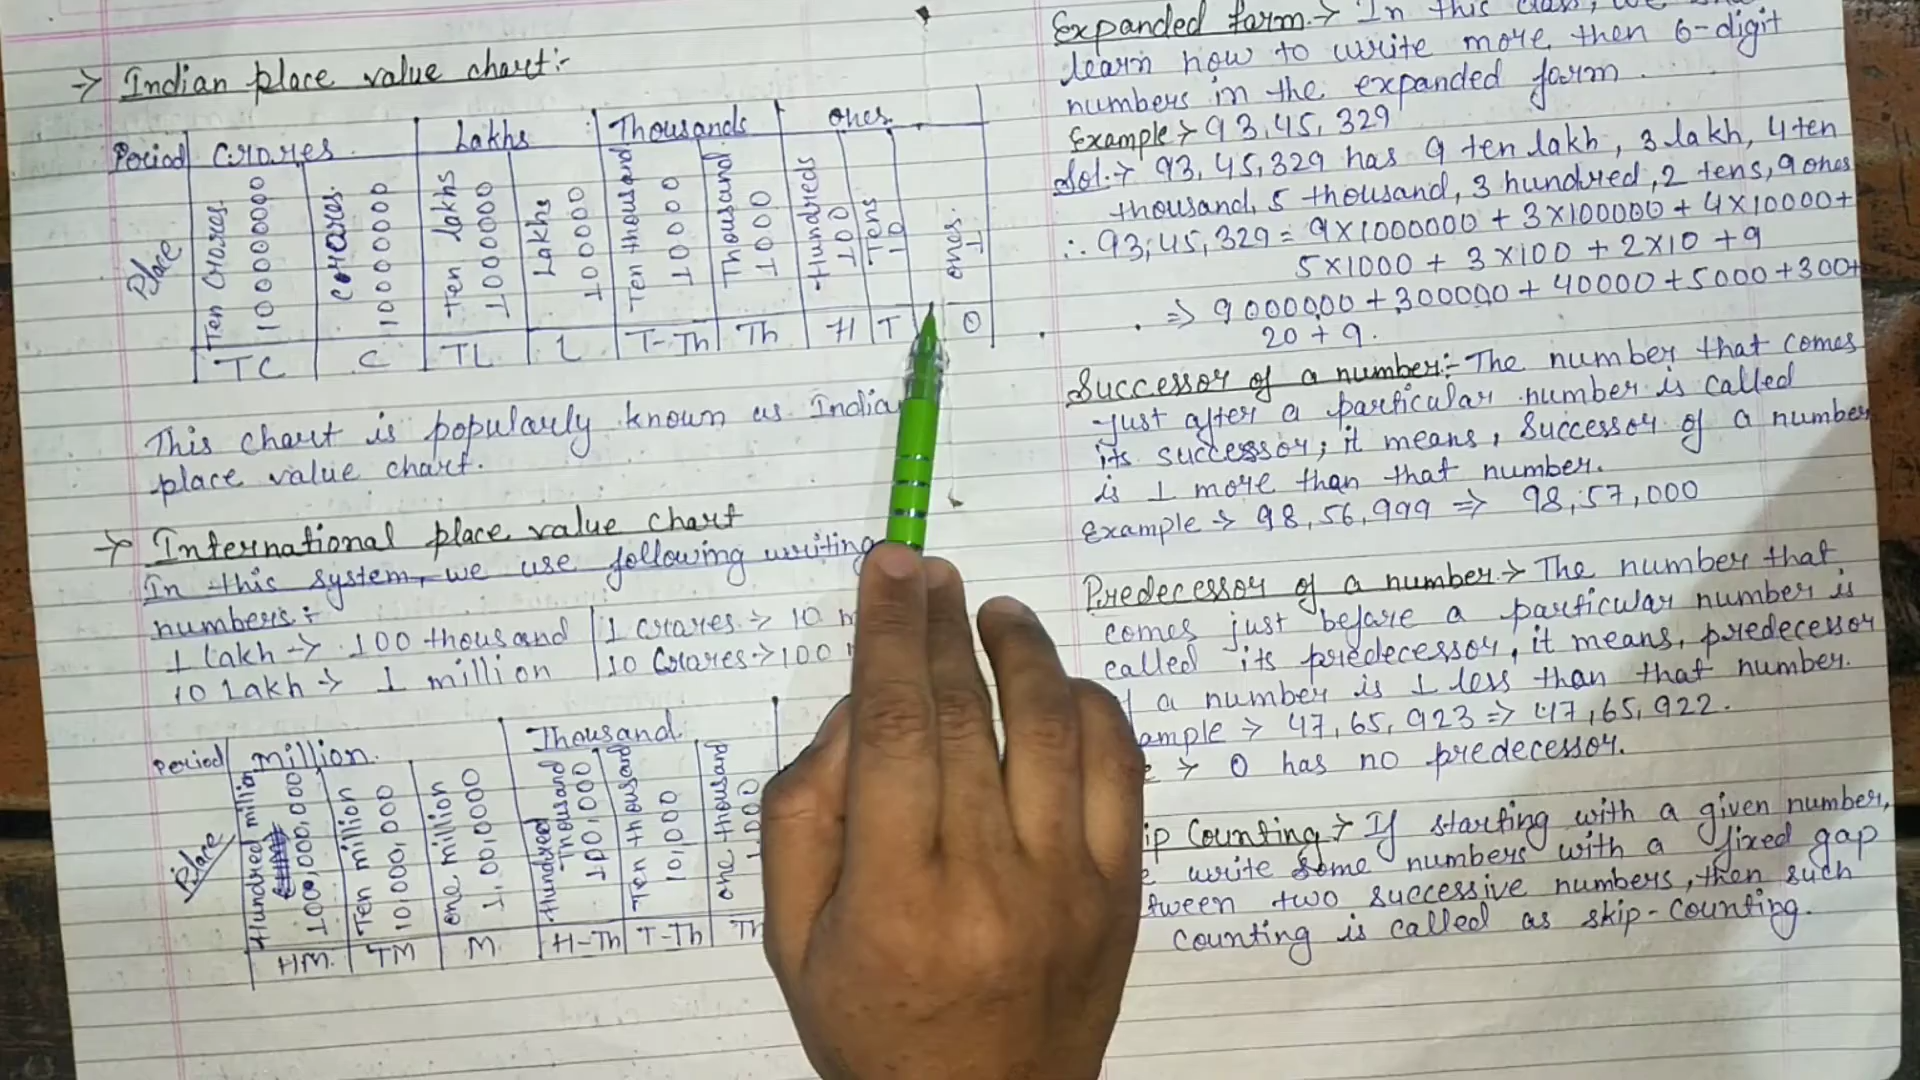 → Indian place value chart:-
Period Crores Lakhs Thousands ones
Place Ten Crores 100000000 Crores 10000000 Ten lakhs 1000000 Lakhs 100000 Ten thousand 10000 Thousand 1000 Hundreds 100 Tens 10 ones 1
TC C TL L T-Th Th H T O
This chart is popularly known as India
place value chart.
→ International place value chart
In this system, we use following writing
numbers:
1 lakh → 100 thousand 1 crores → 10 m
10 Lakh → 1 million 10 Crores → 100
Period million Thousand
Place Hundred million 100,000,000 Ten million 10,000,000 one million 1,00,0000 Hundred Thousand 100,000 Ten thousand 10,000 one thousand 1,000
HM. TM M. H-Th T-Th Th
Expanded form → In this class, we
learn how to write more then 6-digit
numbers in the expanded form.
Example → 93,45,329
Sol. → 93,45,329 has 9 ten lakh, 3 lakh, 4 ten
thousand, 5 thousand, 3 hundred, 2 tens, 9 ones
∴ 93,45,329 = 9x1000000 + 3x100000 + 4x10000+
5x1000 + 3x100 + 2x10 + 9
⇒ 9000000 + 300000 + 40000 + 5000 + 300+
20 + 9.
Successor of a number:- The number that comes
just after a particular number is called
its successor; it means, Successor of a number
is 1 more than that number.
Example → 98,56,999 ⇒ 98,57,000
Predecessor of a number → The number that
comes just before a particular number is
called its predecessor, it means, predecessor
a number is 1 less than that number.
ample → 47,65,923 ⇒ 47,65,922.
→ 0 has no predecessor.
ip Counting → If starting with a given number,
write some numbers with a fixed gap
tween two successive numbers, then such
counting is called as skip-counting.